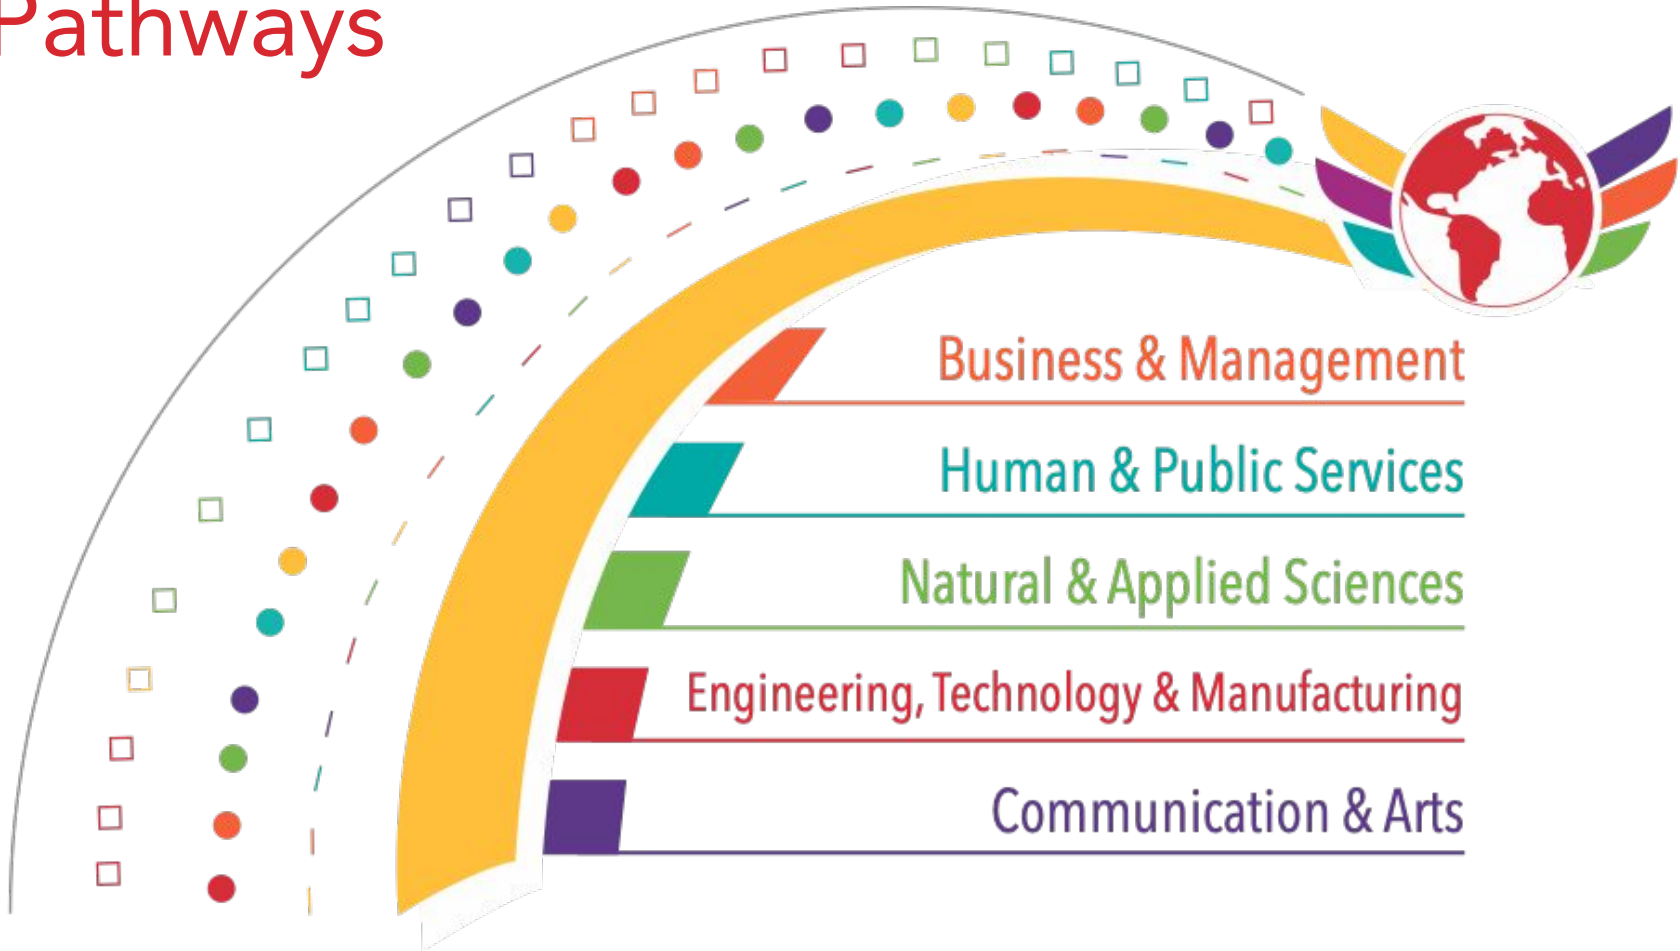 Pathways
Business & Management
Human & Public Services
Natural & Applied Sciences
Engineering, Technology & Manufacturing
Communication & Arts